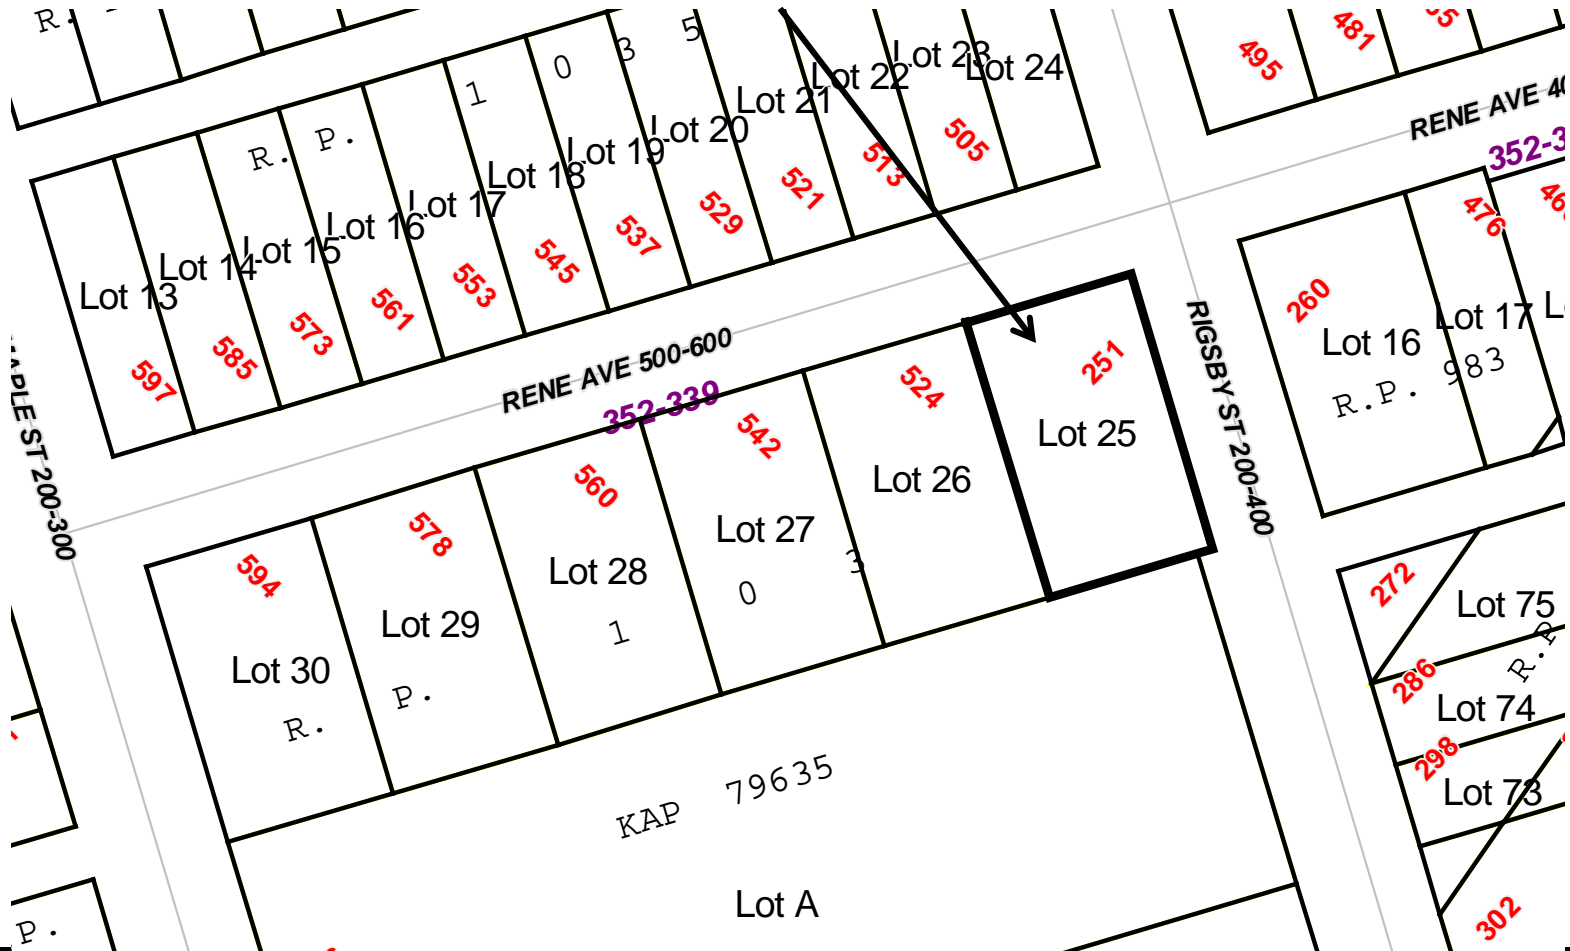 R.
Lot 23
Lot 22
Lot 24
Lot 21
Lot 20
Lot 19
Lot 18
Lot 17
Lot 16
Lot 15
Lot 14
Lot 13
R. P. 1 0 3 5
495
481
505
513
521
529
537
545
553
561
573
585
597
RENE AVE 40
352-3
476
260
Lot 16
Lot 17
R.P. 983
RENE AVE 500-600
352-339
RIGSBY ST 200-400
MAPLE ST 200-300
251
Lot 25
524
Lot 26
542
Lot 27
560
Lot 28
578
Lot 29
594
Lot 30
R. P. 1 0 3
272
Lot 75
R.P
286
Lot 74
298
Lot 73
302
KAP 79635
Lot A
P.